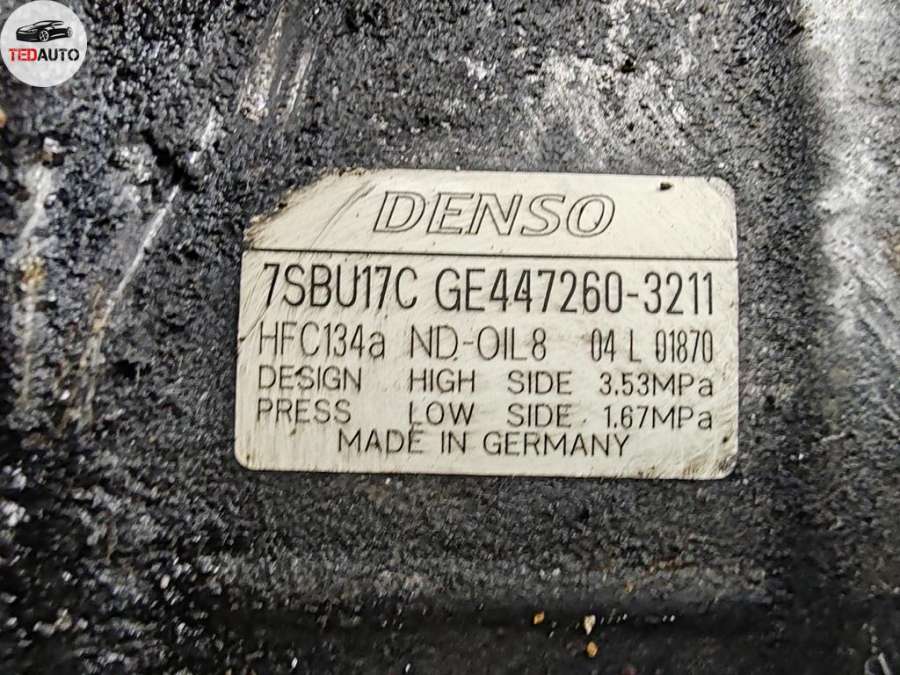 TEDAUTO
DENSO
7SBU17C GE447260-3211
HFC134a ND-OIL8 04 L 01870
DESIGN HIGH SIDE 3.53MPa
PRESS LOW SIDE 1.67MPa
MADE IN GERMANY